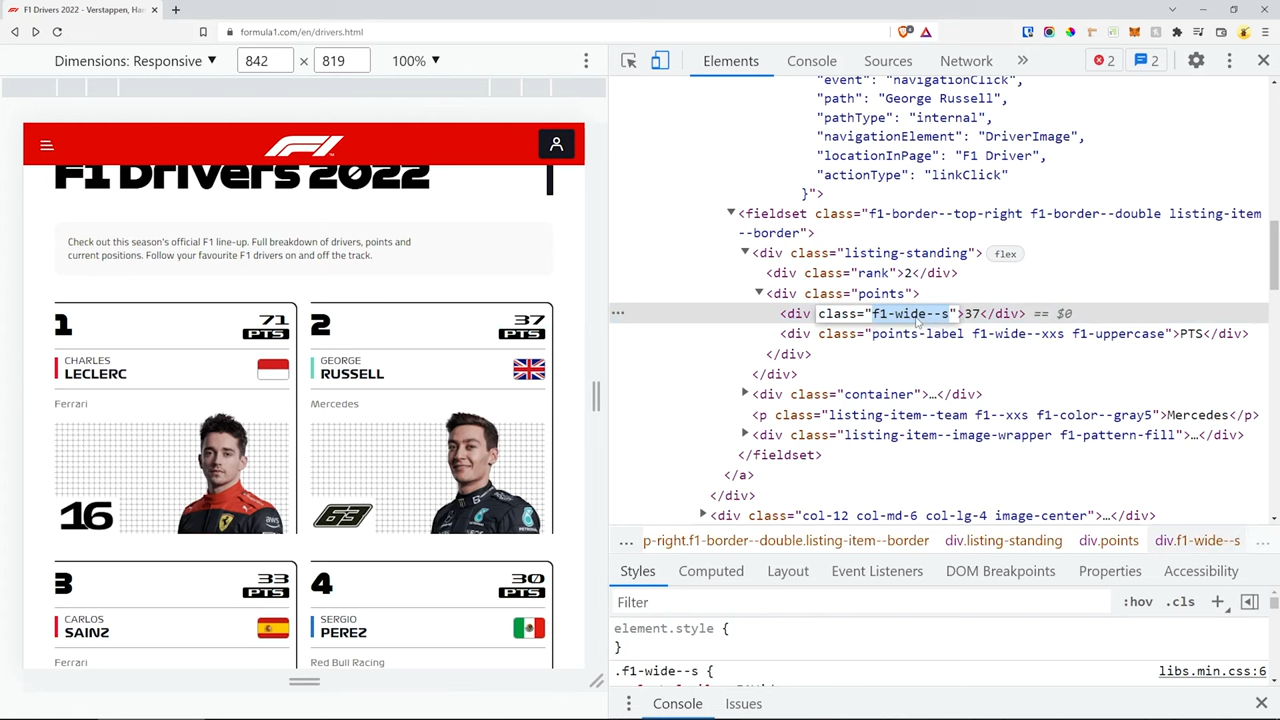 F1 Drivers 2022 - Verstappen, Ham
formula1.com/en/drivers.html
Dimensions: Responsive ▼ 842 × 819 100% ▼
F1 Drivers 2022
Check out this season's official F1 line-up. Full breakdown of drivers, points and
current positions. Follow your favourite F1 drivers on and off the track.
1 71 PTS
CHARLES
LECLERC
Ferrari
16
2 37 PTS
GEORGE
RUSSELL
Mercedes
63
3 33 PTS
CARLOS
SAINZ
Ferrari
4 30 PTS
SERGIO
PEREZ
Red Bull Racing
Elements Console Sources Network » 2 2
"event": "navigationClick",
"path": "George Russell",
"pathType": "internal",
"navigationElement": "DriverImage",
"locationInPage": "F1 Driver",
"actionType": "linkClick"
}">
<fieldset class="f1-border--top-right f1-border--double listing-item
--border">
<div class="listing-standing"> flex
<div class="rank">2</div>
<div class="points">
<div class="f1-wide--s">37</div> == $0
<div class="points-label f1-wide--xxs f1-uppercase">PTS</div>
</div>
</div>
<div class="container">…</div>
<p class="listing-item--team f1--xxs f1-color--gray5">Mercedes</p>
<div class="listing-item--image-wrapper f1-pattern-fill">…</div>
</fieldset>
</a>
</div>
<div class="col-12 col-md-6 col-lg-4 image-center">…</div>
... p-right.f1-border--double.listing-item--border div.listing-standing div.points div.f1-wide--s ...
Styles Computed Layout Event Listeners DOM Breakpoints Properties Accessibility
Filter :hov .cls +
element.style {
}
.f1-wide--s { libs.min.css:6
Console Issues